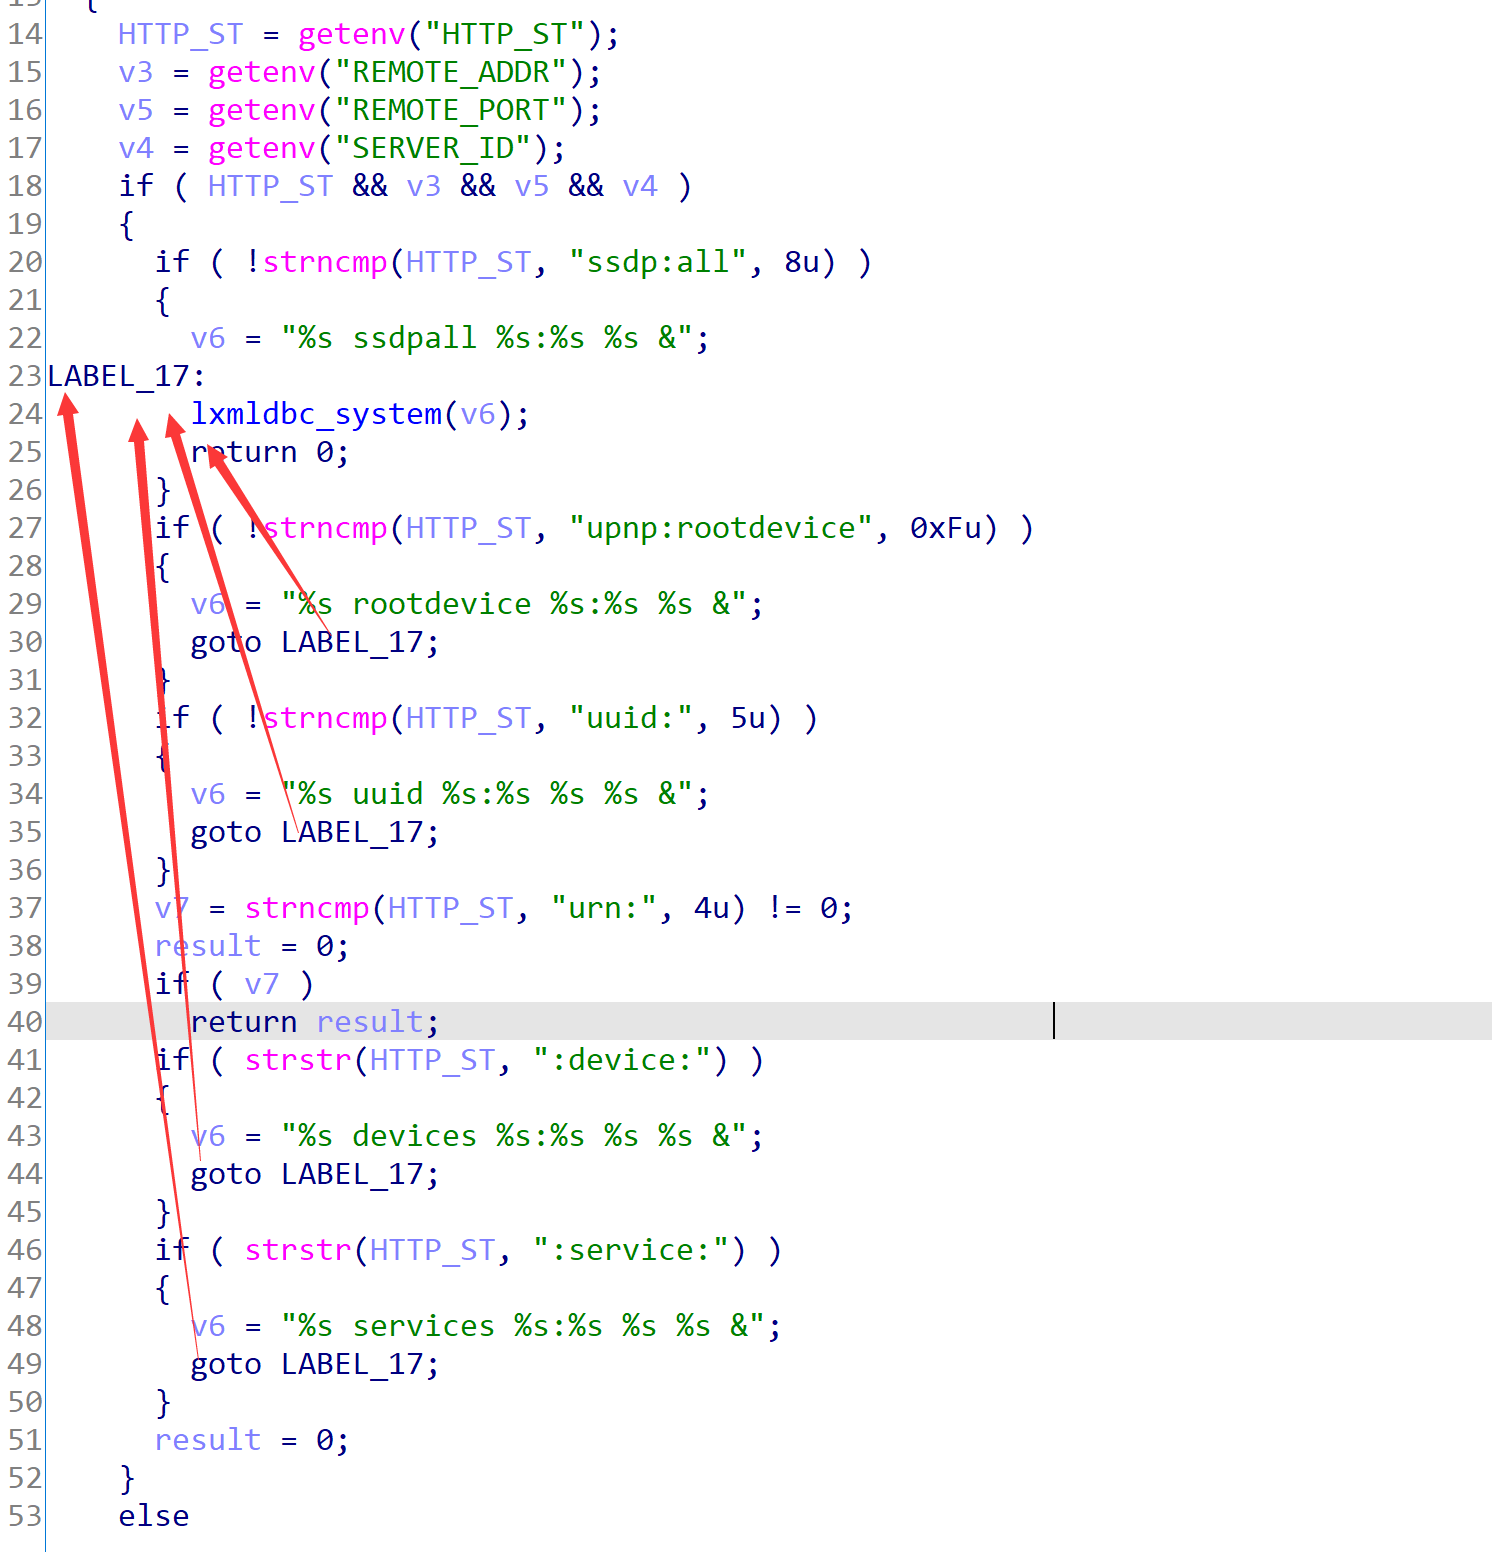 13 {
14 HTTP_ST = getenv("HTTP_ST");
15 v3 = getenv("REMOTE_ADDR");
16 v5 = getenv("REMOTE_PORT");
17 v4 = getenv("SERVER_ID");
18 if ( HTTP_ST && v3 && v5 && v4 )
19 {
20 if ( !strncmp(HTTP_ST, "ssdp:all", 8u) )
21 {
22 v6 = "%s ssdpall %s:%s %s &";
23 LABEL_17:
24 lxmldbc_system(v6);
25 return 0;
26 }
27 if ( !strncmp(HTTP_ST, "upnp:rootdevice", 0xFu) )
28 {
29 v6 = "%s rootdevice %s:%s %s &";
30 goto LABEL_17;
31 }
32 if ( !strncmp(HTTP_ST, "uuid:", 5u) )
33 {
34 v6 = "%s uuid %s:%s %s %s &";
35 goto LABEL_17;
36 }
37 v7 = strncmp(HTTP_ST, "urn:", 4u) != 0;
38 result = 0;
39 if ( v7 )
40 return result;
41 if ( strstr(HTTP_ST, ":device:") )
42 {
43 v6 = "%s devices %s:%s %s %s &";
44 goto LABEL_17;
45 }
46 if ( strstr(HTTP_ST, ":service:") )
47 {
48 v6 = "%s services %s:%s %s %s &";
49 goto LABEL_17;
50 }
51 result = 0;
52 }
53 else